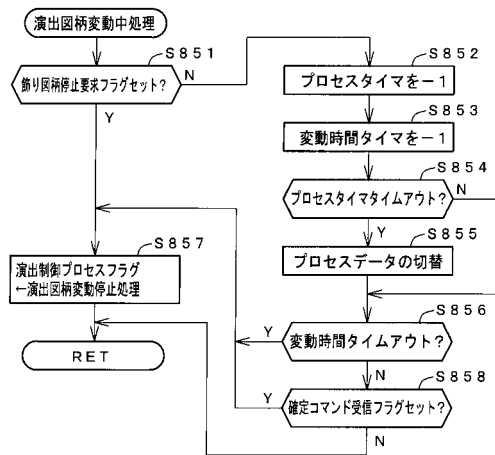 演出図柄変動中処理
S851
飾り図柄停止要求フラグセット?
N
Y
S852
プロセスタイマを−1
S853
変動時間タイマを−1
S854
プロセスタイマタイムアウト?
N
Y
S855
プロセスデータの切替
S856
変動時間タイムアウト?
Y
N
S858
確定コマンド受信フラグセット?
Y
N
S857
演出制御プロセスフラグ
←演出図柄変動停止処理
RET